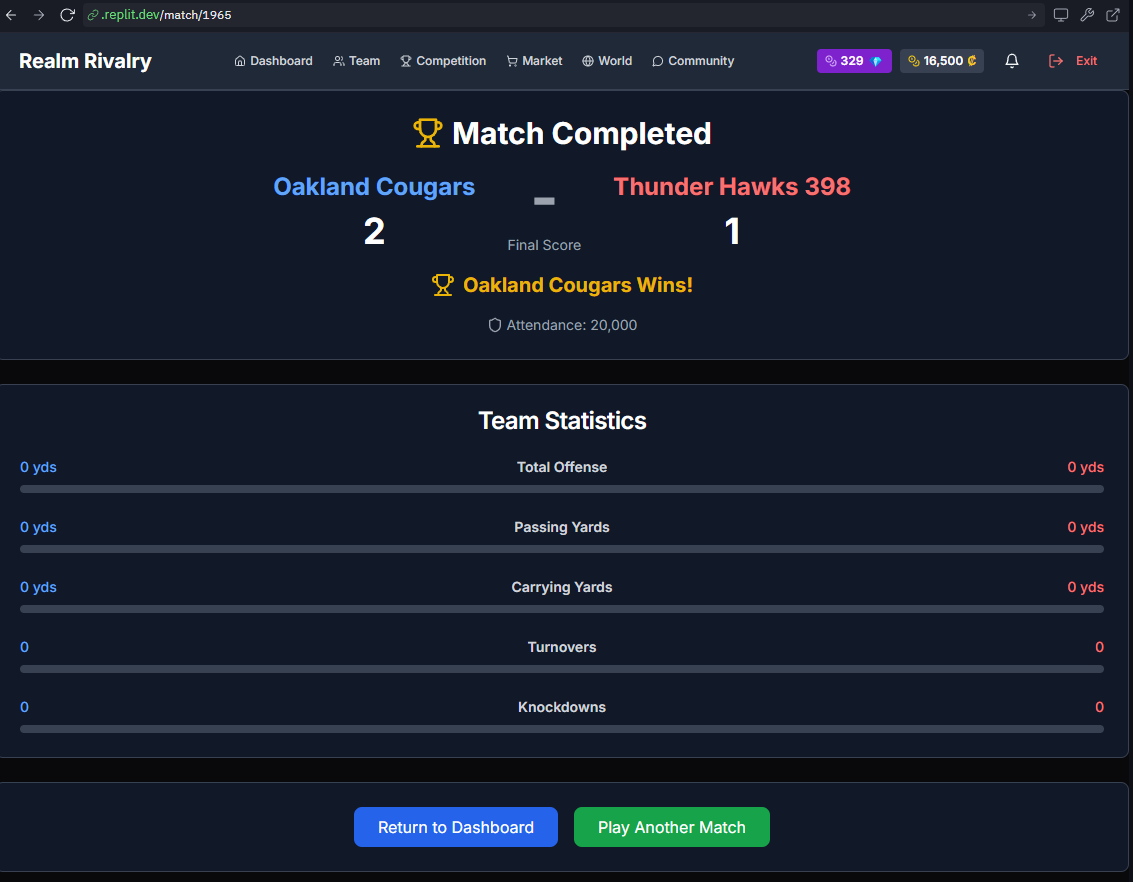 .replit.dev/match/1965
Realm Rivalry
Dashboard Team Competition Market World Community
329 16,500 ₡ Exit
Match Completed
Oakland Cougars - Thunder Hawks 398
2 1
Final Score
Oakland Cougars Wins!
Attendance: 20,000
Team Statistics
0 yds Total Offense 0 yds
0 yds Passing Yards 0 yds
0 yds Carrying Yards 0 yds
0 Turnovers 0
0 Knockdowns 0
Return to Dashboard Play Another Match